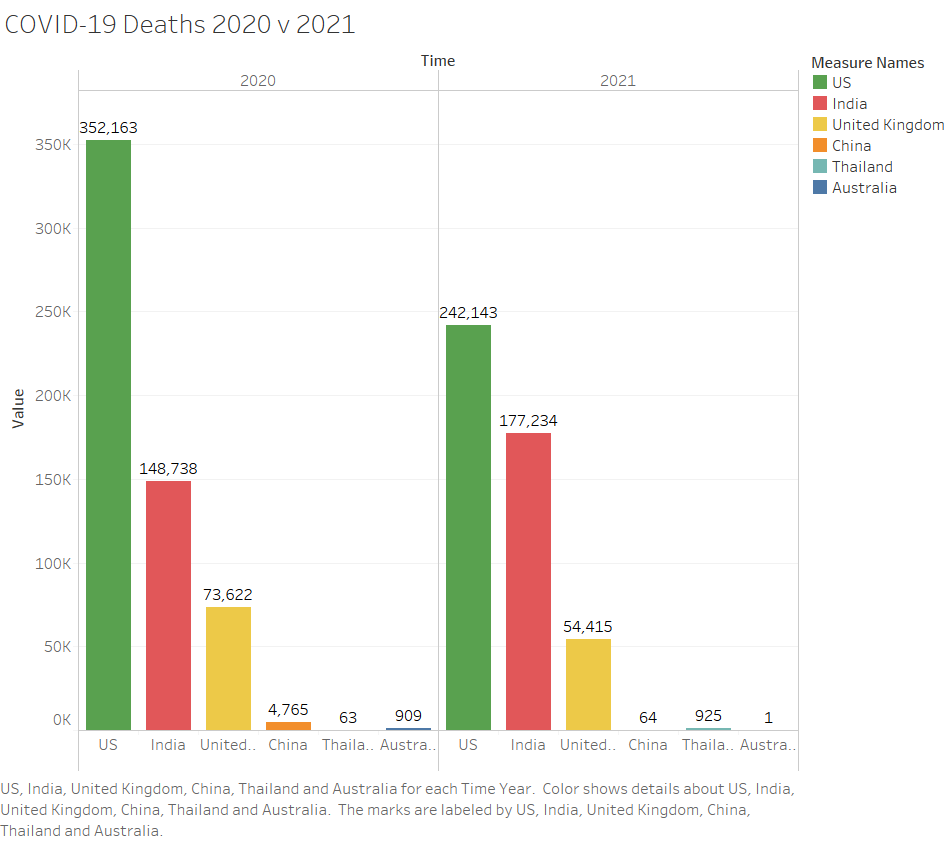 COVID-19 Deaths 2020 v 2021
Time
2020 2021
Measure Names
US
India
United Kingdom
China
Thailand
Australia
Value
350K
300K
250K
200K
150K
100K
50K
0K
352,163
148,738
73,622
4,765
63
909
242,143
177,234
54,415
64
925
1
US India United.. China Thaila.. Austra.. US India United.. China Thaila.. Austra..
US, India, United Kingdom, China, Thailand and Australia for each Time Year.  Color shows details about US, India,
United Kingdom, China, Thailand and Australia.  The marks are labeled by US, India, United Kingdom, China,
Thailand and Australia.